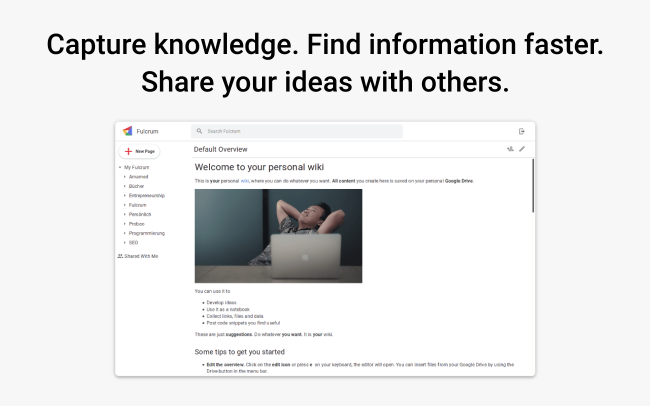 Capture knowledge. Find information faster.
Share your ideas with others.
Fulcrum
Search Fulcrum
New Page
Default Overview
My Fulcrum
Amamed
Bücher
Entrepreneurship
Fulcrum
Persönlich
Probao
Programmierung
SEO
Shared With Me
Welcome to your personal wiki
This is your personal wiki, where you can do whatever you want. All content you create here is saved on your personal Google Drive.
You can use it to
Develop ideas
Use it as a notebook
Collect links, files and data
Post code snippets you find useful
These are just suggestions. Do whatever you want. It is your wiki.
Some tips to get you started
Edit the overview. Click on the edit icon or press e on your keyboard, the editor will open. You can insert files from your Google Drive by using the
Drive-button in the menu bar.